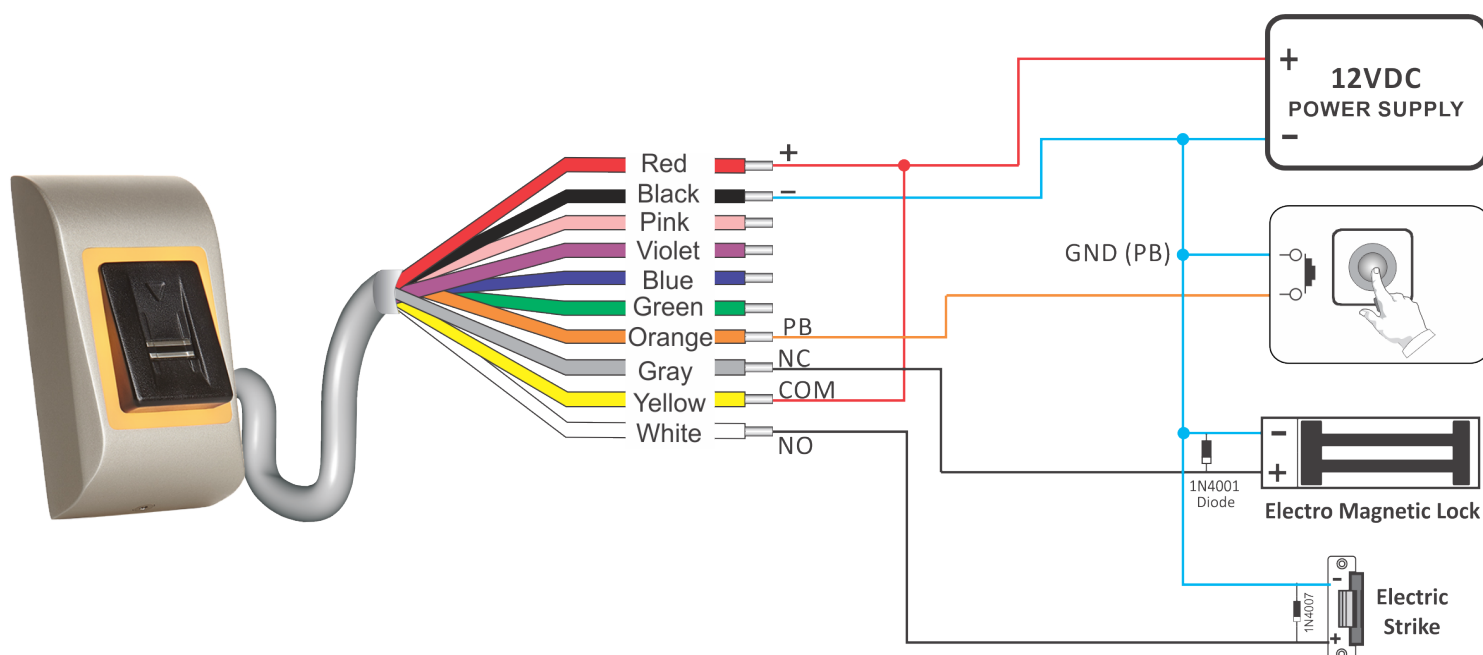 12VDC
POWER SUPPLY
+
−
Red
+
Black
−
Pink
Violet
Blue
Green
Orange
PB
Gray
NC
Yellow
COM
White
NO
GND (PB)
−
+
1N4001
Diode
Electro Magnetic Lock
−
+
1N4007
Electric
Strike